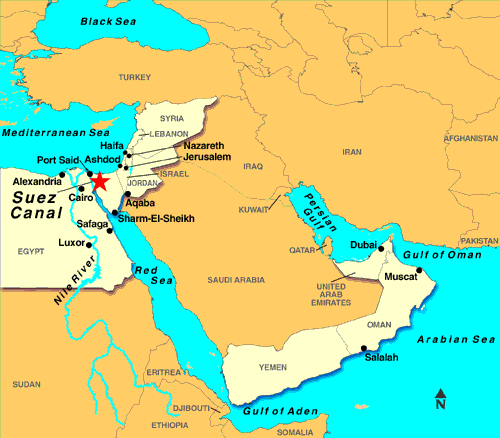 Black Sea
TURKEY
Mediterranean Sea
SYRIA
LEBANON
Haifa
Nazareth
Port Said
Ashdod
Jerusalem
AFGHANISTAN
IRAN
IRAQ
ISRAEL
Alexandria
JORDAN
Suez
Canal
Cairo
Aqaba
Sharm-El-Sheikh
KUWAIT
Persian
Gulf
Safaga
Luxor
EGYPT
Nile River
Red
Sea
QATAR
Dubai
PAKISTAN
Gulf of Oman
Muscat
SAUDI ARABIA
UNITED
ARAB
EMIRATES
OMAN
Arabian Sea
Salalah
YEMEN
SUDAN
ERITREA
DJIBOUTI
Gulf of Aden
ETHIOPIA
SOMALIA
N